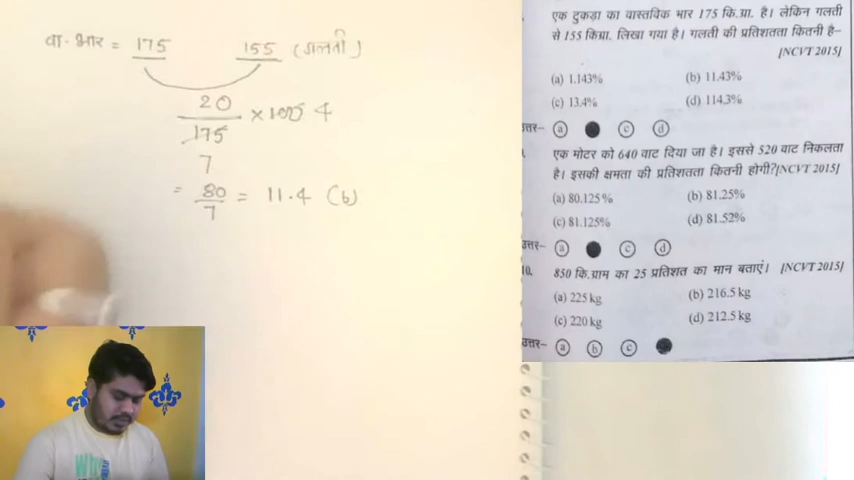 वा. भार = 175 155 (गलती)
20
175 × 100 4
7
= 80 = 11.4 (b)
7
एक टुकड़ा का वास्तविक भार 175 कि.ग्रा. है। लेकिन गलती
से 155 किग्रा. लिखा गया है। गलती की प्रतिशतता कितनी है-
[NCVT 2015]
(a) 1.143% (b) 11.43%
(c) 13.4% (d) 114.3%
उत्तर– a c d
एक मोटर को 640 वाट दिया जा है। इससे 520 वाट निकलता
है। इसकी क्षमता की प्रतिशतता कितनी होगी? [NCVT 2015]
(a) 80.125% (b) 81.25%
(c) 81.125% (d) 81.52%
उत्तर– a c d
10. 850 कि.ग्राम का 25 प्रतिशत का मान बताएं। [NCVT 2015]
(a) 225 kg (b) 216.5 kg
(c) 220 kg (d) 212.5 kg
उत्तर– a b c